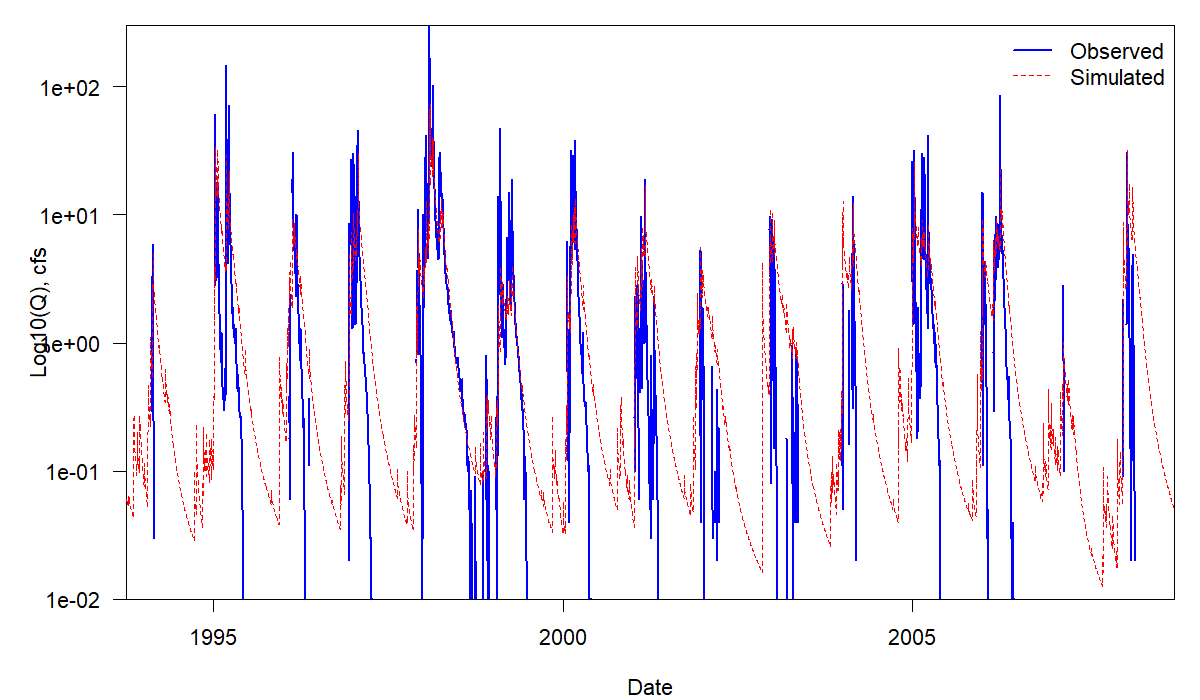 Observed
Simulated
1e+02
1e+01
1e+00
1e-01
1e-02
Log10(Q), cfs
1995
2000
2005
Date